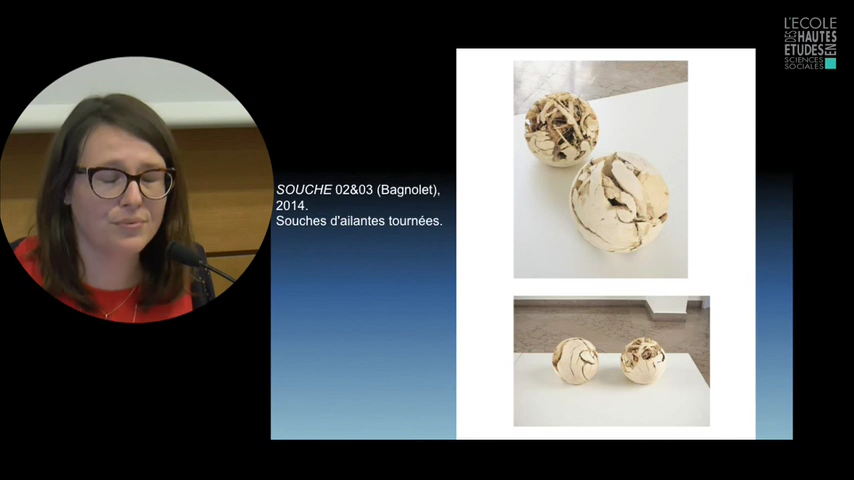 L'ECOLE
DES HAUTES
ETUDES EN
SCIENCES
SOCIALES
SOUCHE 02&03 (Bagnolet),
2014.
Souches d'ailantes tournées.